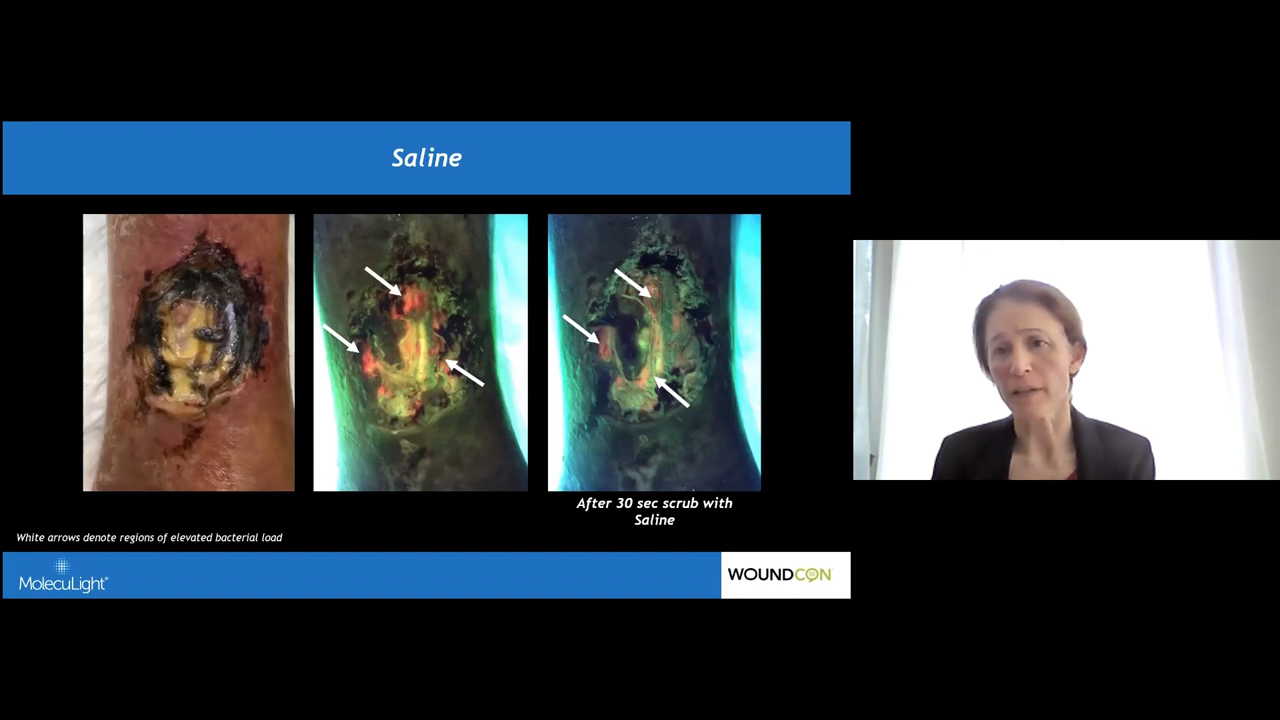 Saline
After 30 sec scrub with
Saline
White arrows denote regions of elevated bacterial load
MolecuLight®
WOUNDCON